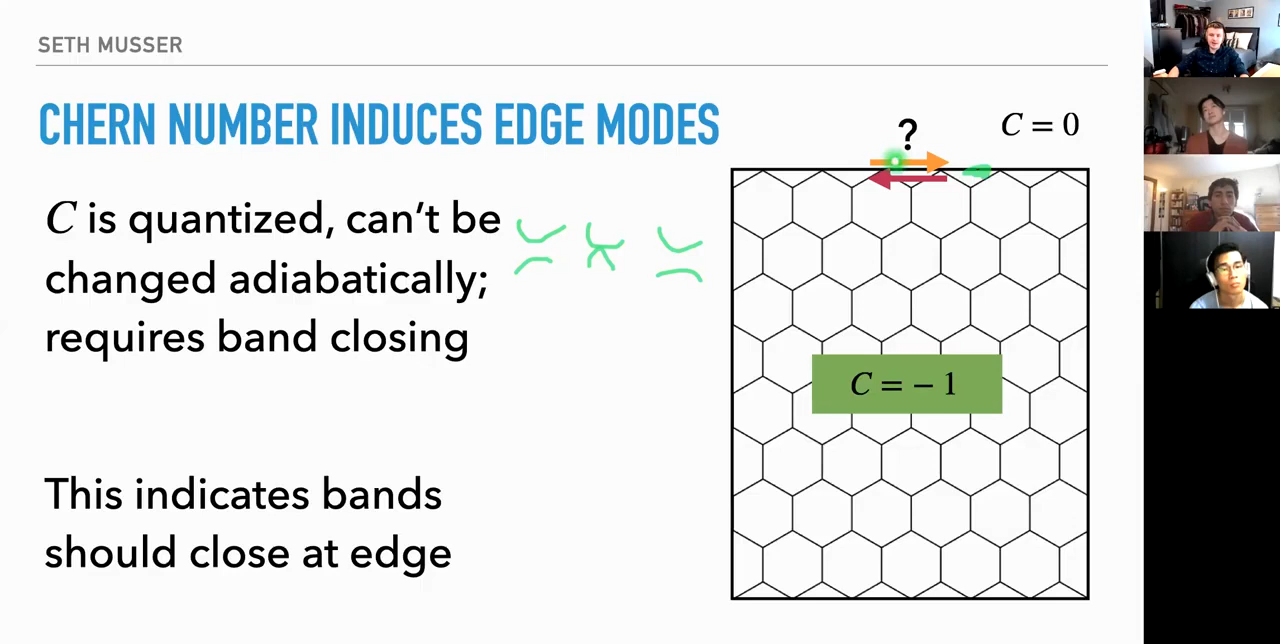 SETH MUSSER
CHERN NUMBER INDUCES EDGE MODES
C is quantized, can't be
changed adiabatically;
requires band closing
This indicates bands
should close at edge
?
C = 0
C = − 1